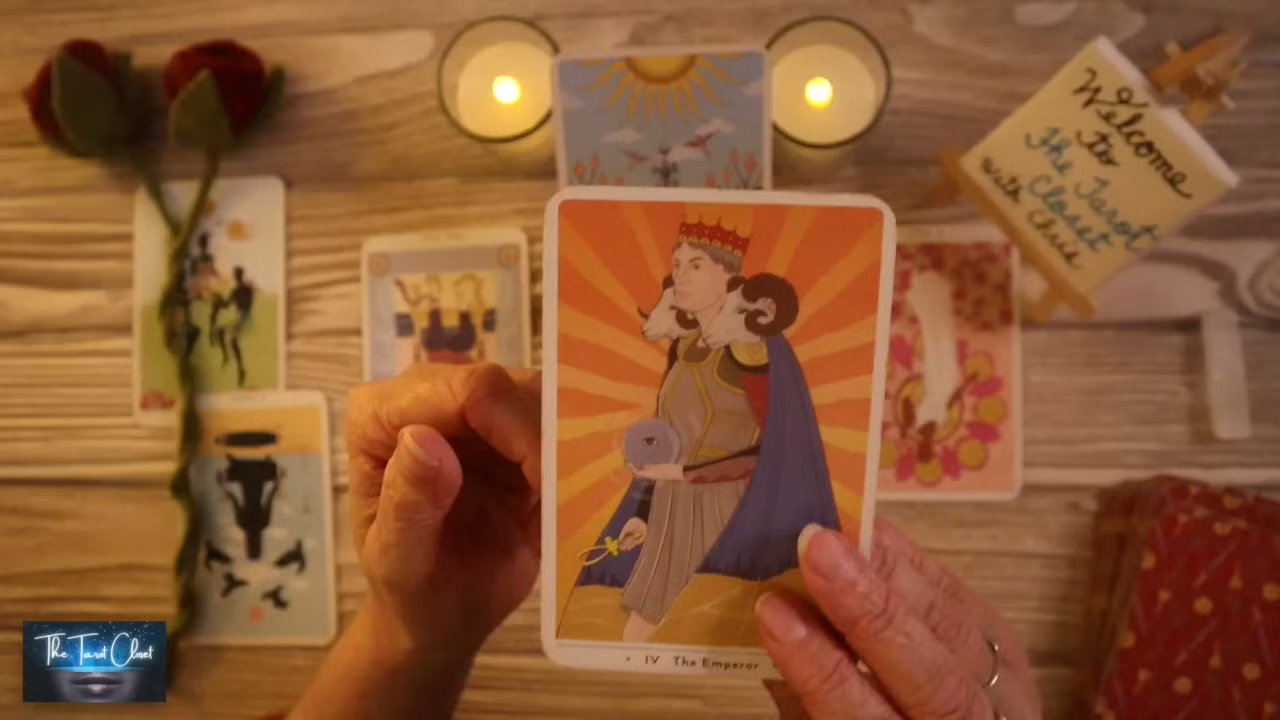 Welcome
to
The Tarot
Closet
with Chris
IV The Emperor
The Tarot Closet